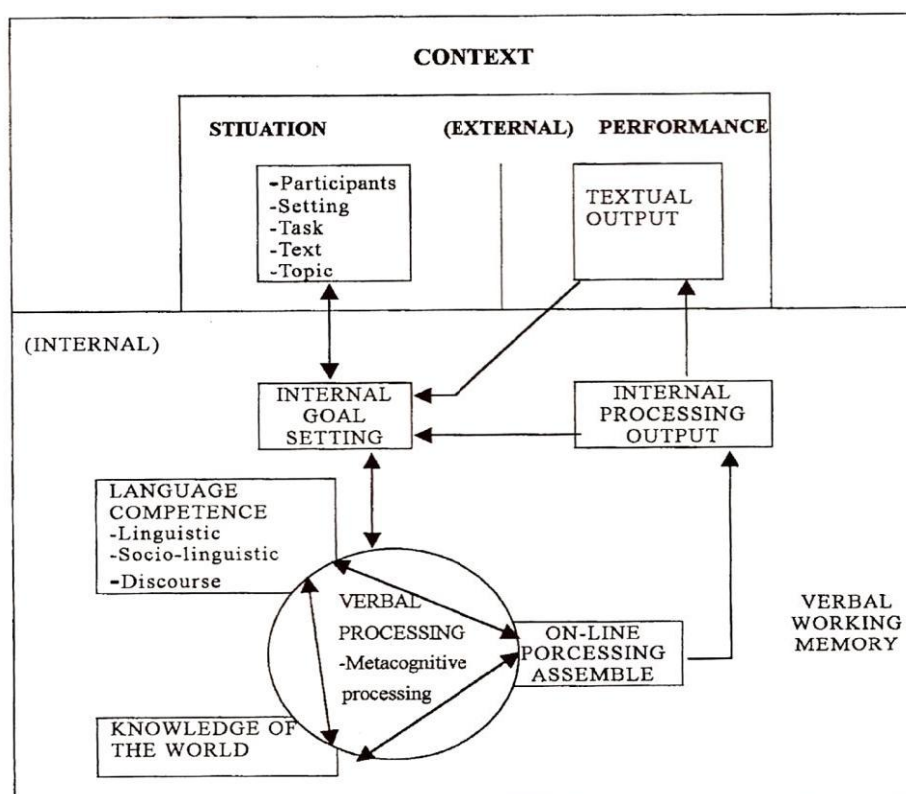 CONTEXT
STIUATION (EXTERNAL) PERFORMANCE
-Participants
-Setting
-Task
-Text
-Topic
TEXTUAL
OUTPUT
(INTERNAL)
INTERNAL
GOAL
SETTING
INTERNAL
PROCESSING
OUTPUT
LANGUAGE
COMPETENCE
-Linguistic
-Socio-linguistic
-Discourse
VERBAL
PROCESSING
-Metacognitive
processing
ON-LINE
PORCESSING
ASSEMBLE
VERBAL
WORKING
MEMORY
KNOWLEDGE OF
THE WORLD